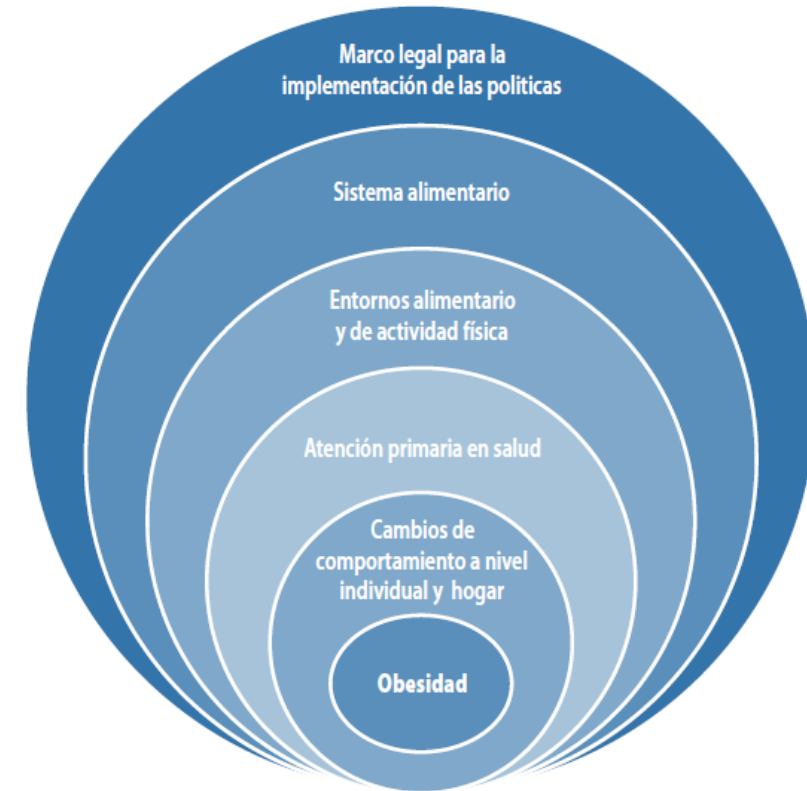 Marco legal para la
implementación de las politicas
Sistema alimentario
Entornos alimentario
y de actividad física
Atención primaria en salud
Cambios de
comportamiento a nivel
individual y hogar
Obesidad